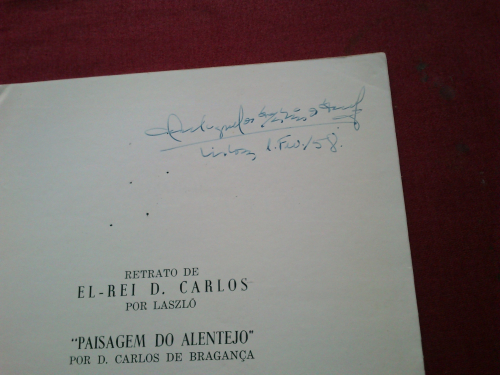 Lisboa, 1.Fev./58.
RETRATO DE
EL-REI D. CARLOS
POR LASZLÓ
"PAISAGEM DO ALENTEJO"
POR D. CARLOS DE BRAGANÇA